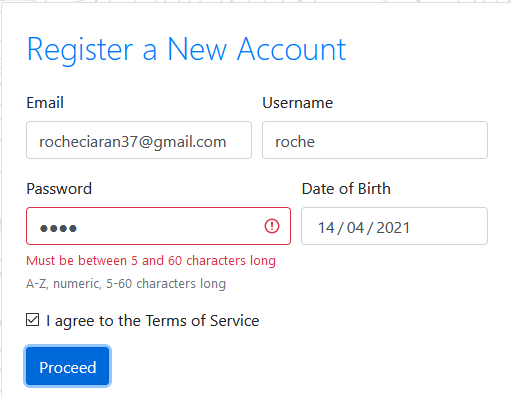 Register a New Account
Email Username
rocheciaran37@gmail.com roche
Password Date of Birth
●●●● 14 / 04 / 2021
Must be between 5 and 60 characters long
A-Z, numeric, 5-60 characters long
I agree to the Terms of Service
Proceed